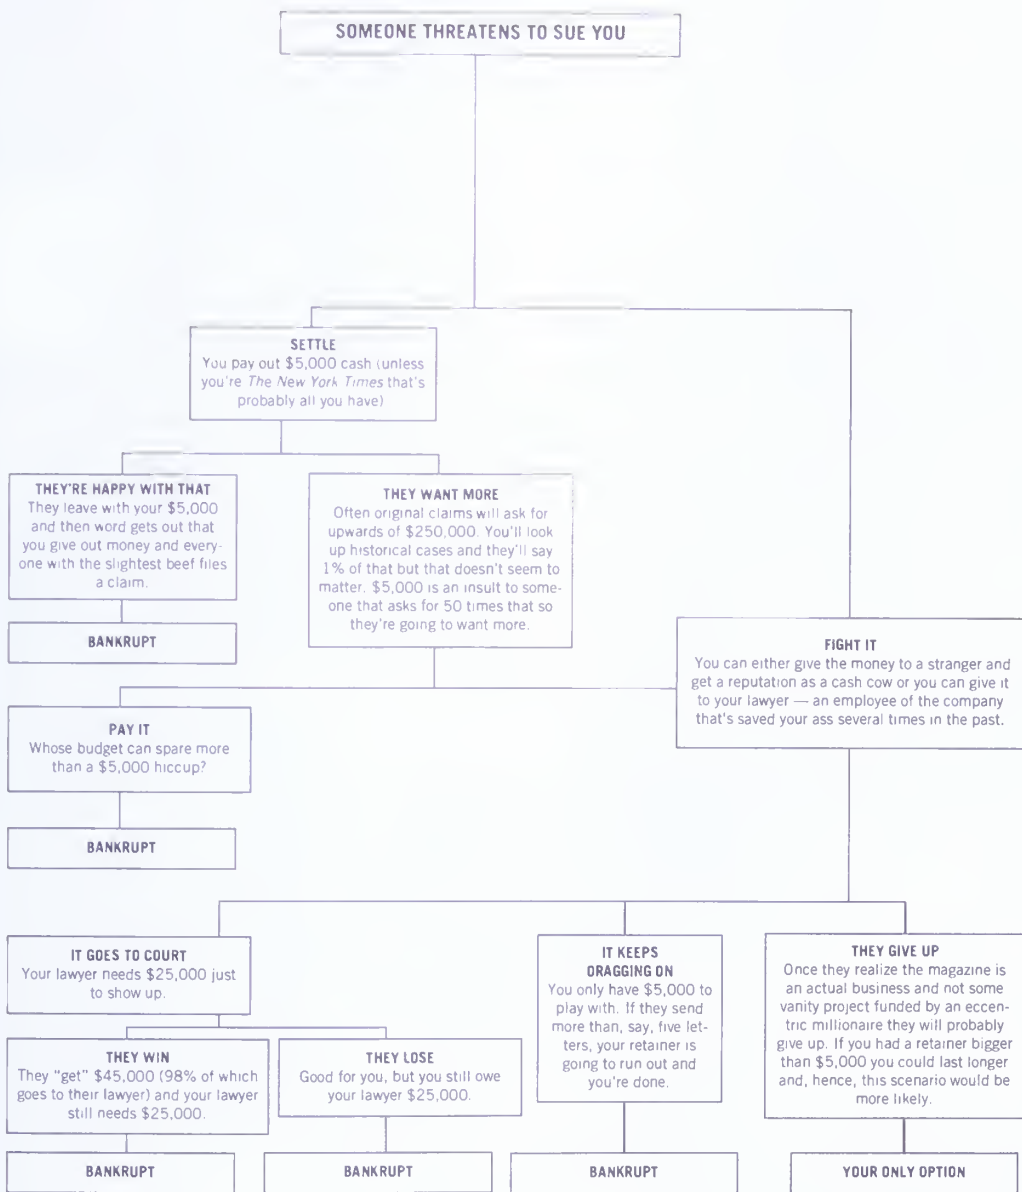 SOMEONE THREATENS TO SUE YOU
SETTLE
You pay out $5,000 cash (unless
you're The New York Times that's
probably all you have)
THEY'RE HAPPY WITH THAT
They leave with your $5,000
and then word gets out that
you give out money and every-
one with the slightest beef files
a claim.
BANKRUPT
THEY WANT MORE
Often original claims will ask for
upwards of $250,000. You'll look
up historical cases and they'll say
1% of that but that doesn't seem to
matter. $5,000 is an insult to some-
one that asks for 50 times that so
they're going to want more.
FIGHT IT
You can either give the money to a stranger and
get a reputation as a cash cow or you can give it
to your lawyer — an employee of the company
that's saved your ass several times in the past.
PAY IT
Whose budget can spare more
than a $5,000 hiccup?
BANKRUPT
IT GOES TO COURT
Your lawyer needs $25,000 just
to show up.
THEY WIN
They "get" $45,000 (98% of which
goes to their lawyer) and your lawyer
still needs $25,000.
BANKRUPT
THEY LOSE
Good for you, but you still owe
your lawyer $25,000.
BANKRUPT
IT KEEPS
DRAGGING ON
You only have $5,000 to
play with. If they send
more than, say, five let-
ters, your retainer is
going to run out and
you're done.
BANKRUPT
THEY GIVE UP
Once they realize the magazine is
an actual business and not some
vanity project funded by an eccen-
tric millionaire they will probably
give up. If you had a retainer bigger
than $5,000 you could last longer
and, hence, this scenario would be
more likely.
YOUR ONLY OPTION